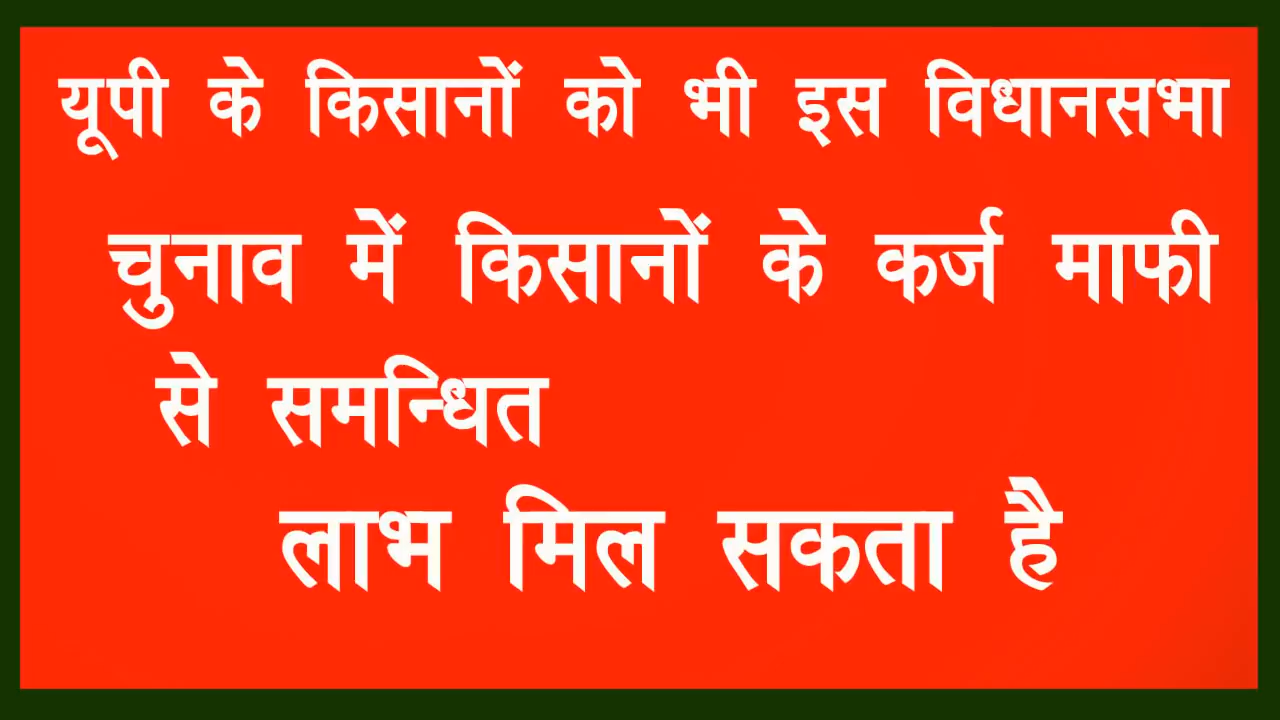 यूपी के किसानों को भी इस विधानसभा
चुनाव में किसानों के कर्ज माफी
से समन्धित
लाभ मिल सकता है